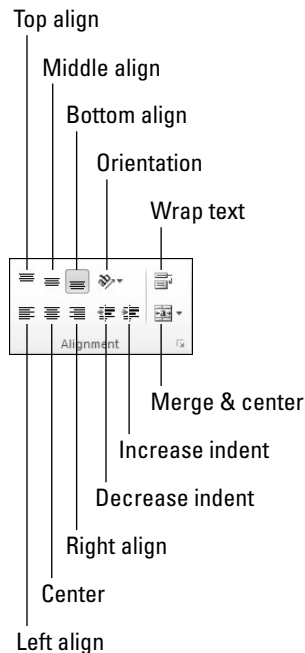 Top align
Middle align
Bottom align
Orientation
Wrap text
Alignment
Merge & center
Increase indent
Decrease indent
Right align
Center
Left align